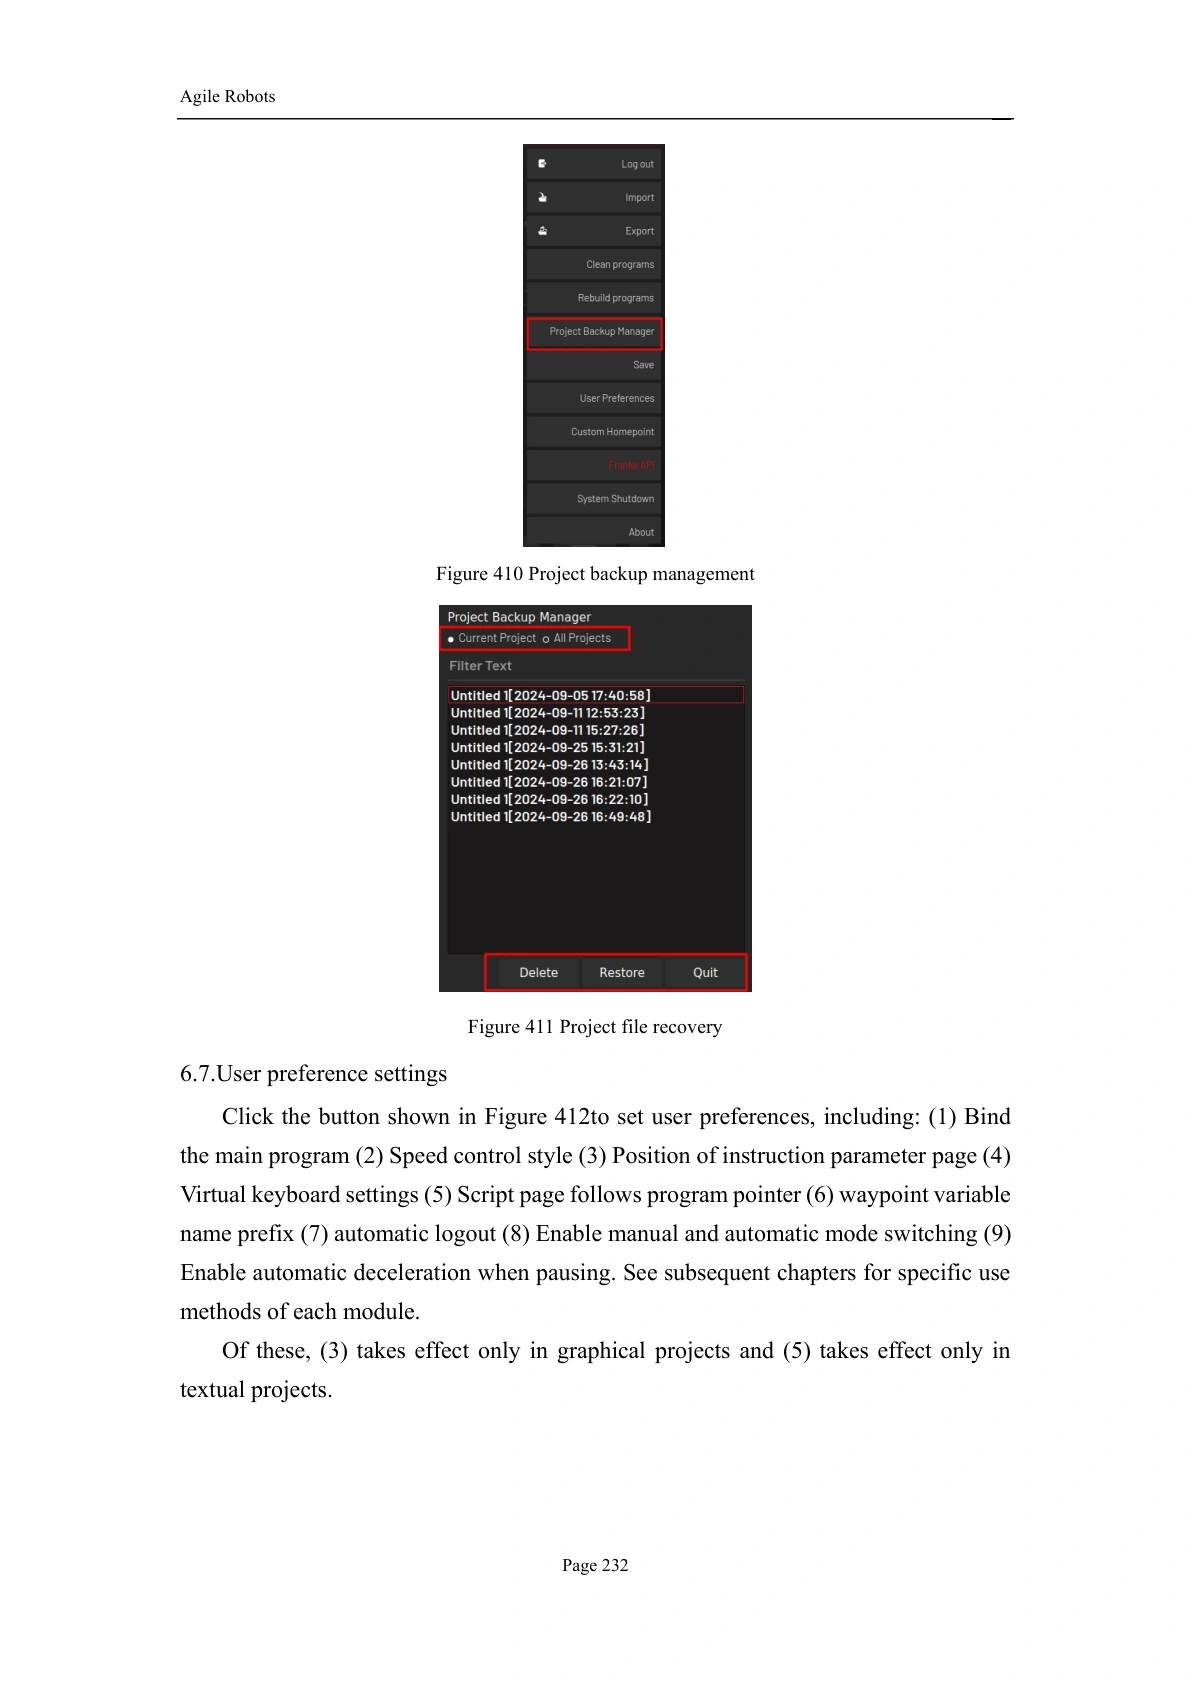 Agile Robots
Log out
Import
Export
Clean programs
Rebuild programs
Project Backup Manager
Save
User Preferences
Custom Homepoint
Franka API
System Shutdown
About
Figure 410 Project backup management
Project Backup Manager
Current Project All Projects
Filter Text
Untitled 1[2024-09-05 17:40:58]
Untitled 1[2024-09-11 12:53:23]
Untitled 1[2024-09-11 15:27:26]
Untitled 1[2024-09-25 15:31:21]
Untitled 1[2024-09-26 13:43:14]
Untitled 1[2024-09-26 16:21:07]
Untitled 1[2024-09-26 16:22:10]
Untitled 1[2024-09-26 16:49:48]
Delete Restore Quit
Figure 411 Project file recovery
6.7.User preference settings
Click the button shown in Figure 412to set user preferences, including: (1) Bind
the main program (2) Speed control style (3) Position of instruction parameter page (4)
Virtual keyboard settings (5) Script page follows program pointer (6) waypoint variable
name prefix (7) automatic logout (8) Enable manual and automatic mode switching (9)
Enable automatic deceleration when pausing. See subsequent chapters for specific use
methods of each module.
Of these, (3) takes effect only in graphical projects and (5) takes effect only in
textual projects.
Page 232